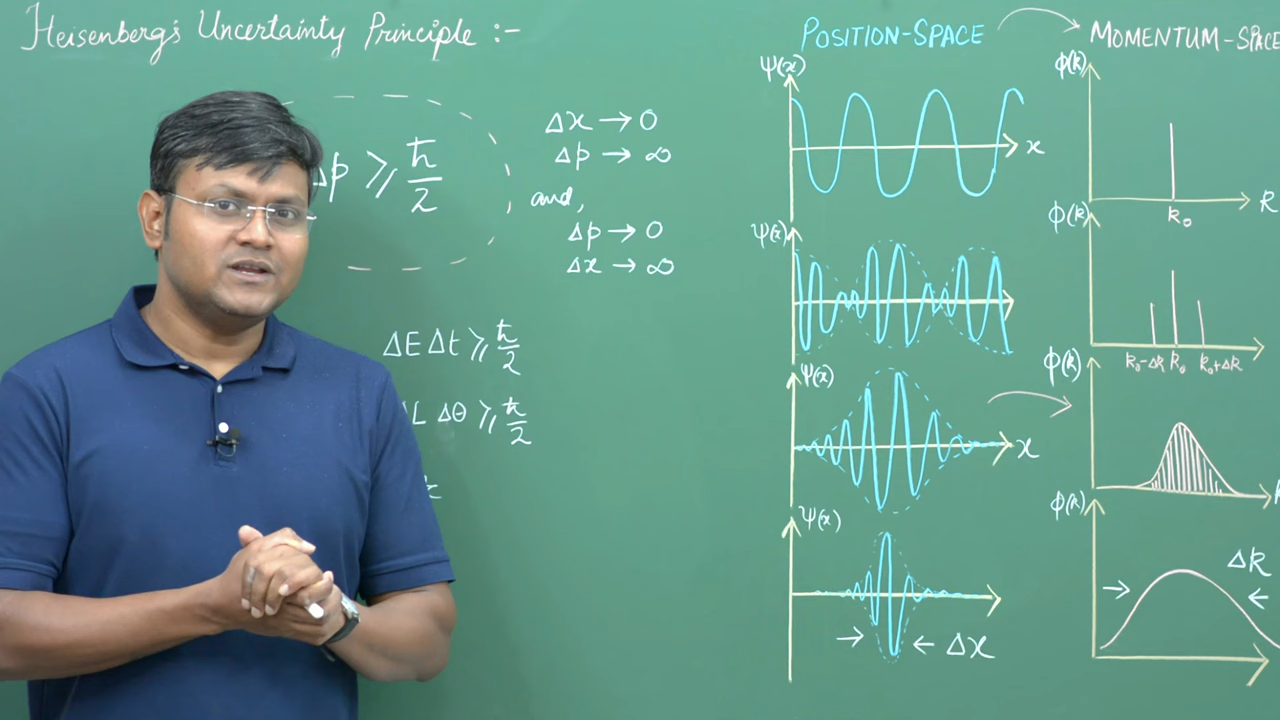 Heisenberg's Uncertainty Principle :-
Δp ⩾ ħ/2
Δx → 0
Δp → ∞
and,
Δp → 0
Δx → ∞
ΔE Δt ⩾ ħ/2
ΔL Δθ ⩾ ħ/2
POSITION-SPACE
MOMENTUM-SPACE
ψ(x)
x
ϕ(k)
k₀
k
ψ(x)
ϕ(k)
k₀-Δk k₀ k₀+Δk
ψ(x)
x
ϕ(k)
ψ(x)
Δx
ϕ(k)
Δk